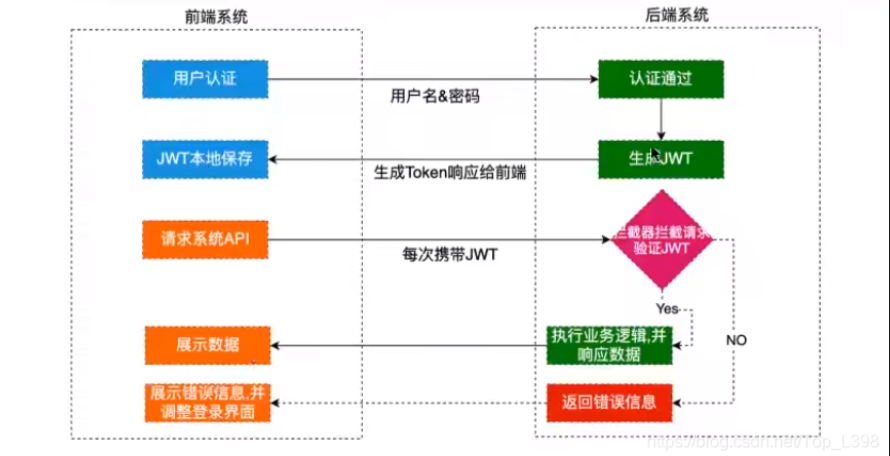 前端系统
后端系统
用户认证
用户名&密码
认证通过
JWT本地保存
生成Token响应给前端
生成JWT
请求系统API
每次携带JWT
拦截器拦截请求
验证JWT
Yes
NO
展示数据
执行业务逻辑,并
响应数据
展示错误信息,并
调整登录界面
返回错误信息
https://blog.csdn.net/Top_L398